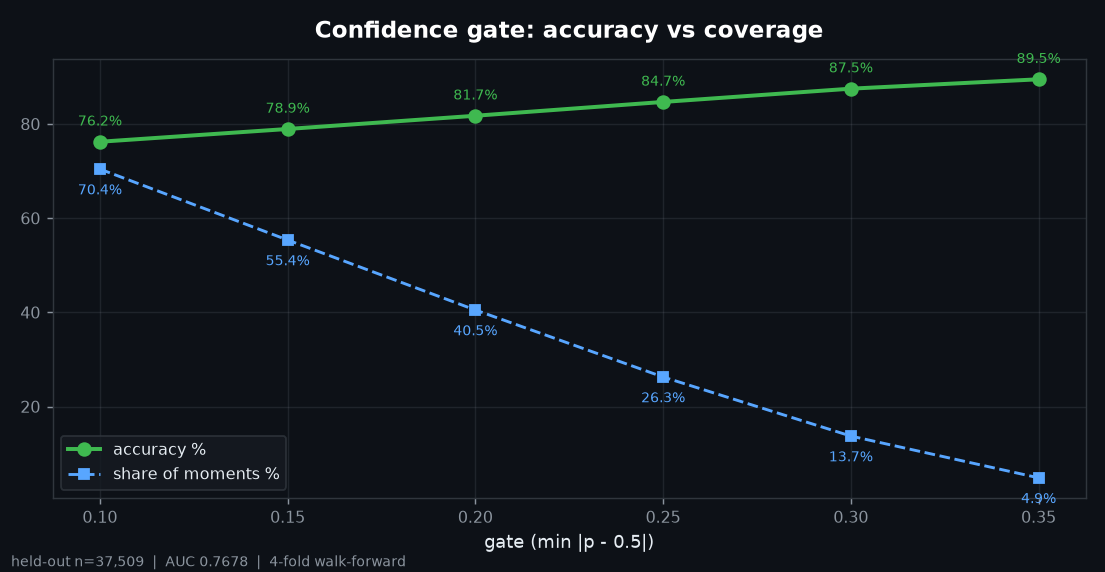 Confidence gate: accuracy vs coverage
89.5%
87.5%
84.7%
81.7%
78.9%
76.2%
80
70.4%
60
55.4%
40
40.5%
26.3%
20
13.7%
4.9%
accuracy %
share of moments %
0.10 0.15 0.20 0.25 0.30 0.35
gate (min |p - 0.5|)
held-out n=37,509 | AUC 0.7678 | 4-fold walk-forward